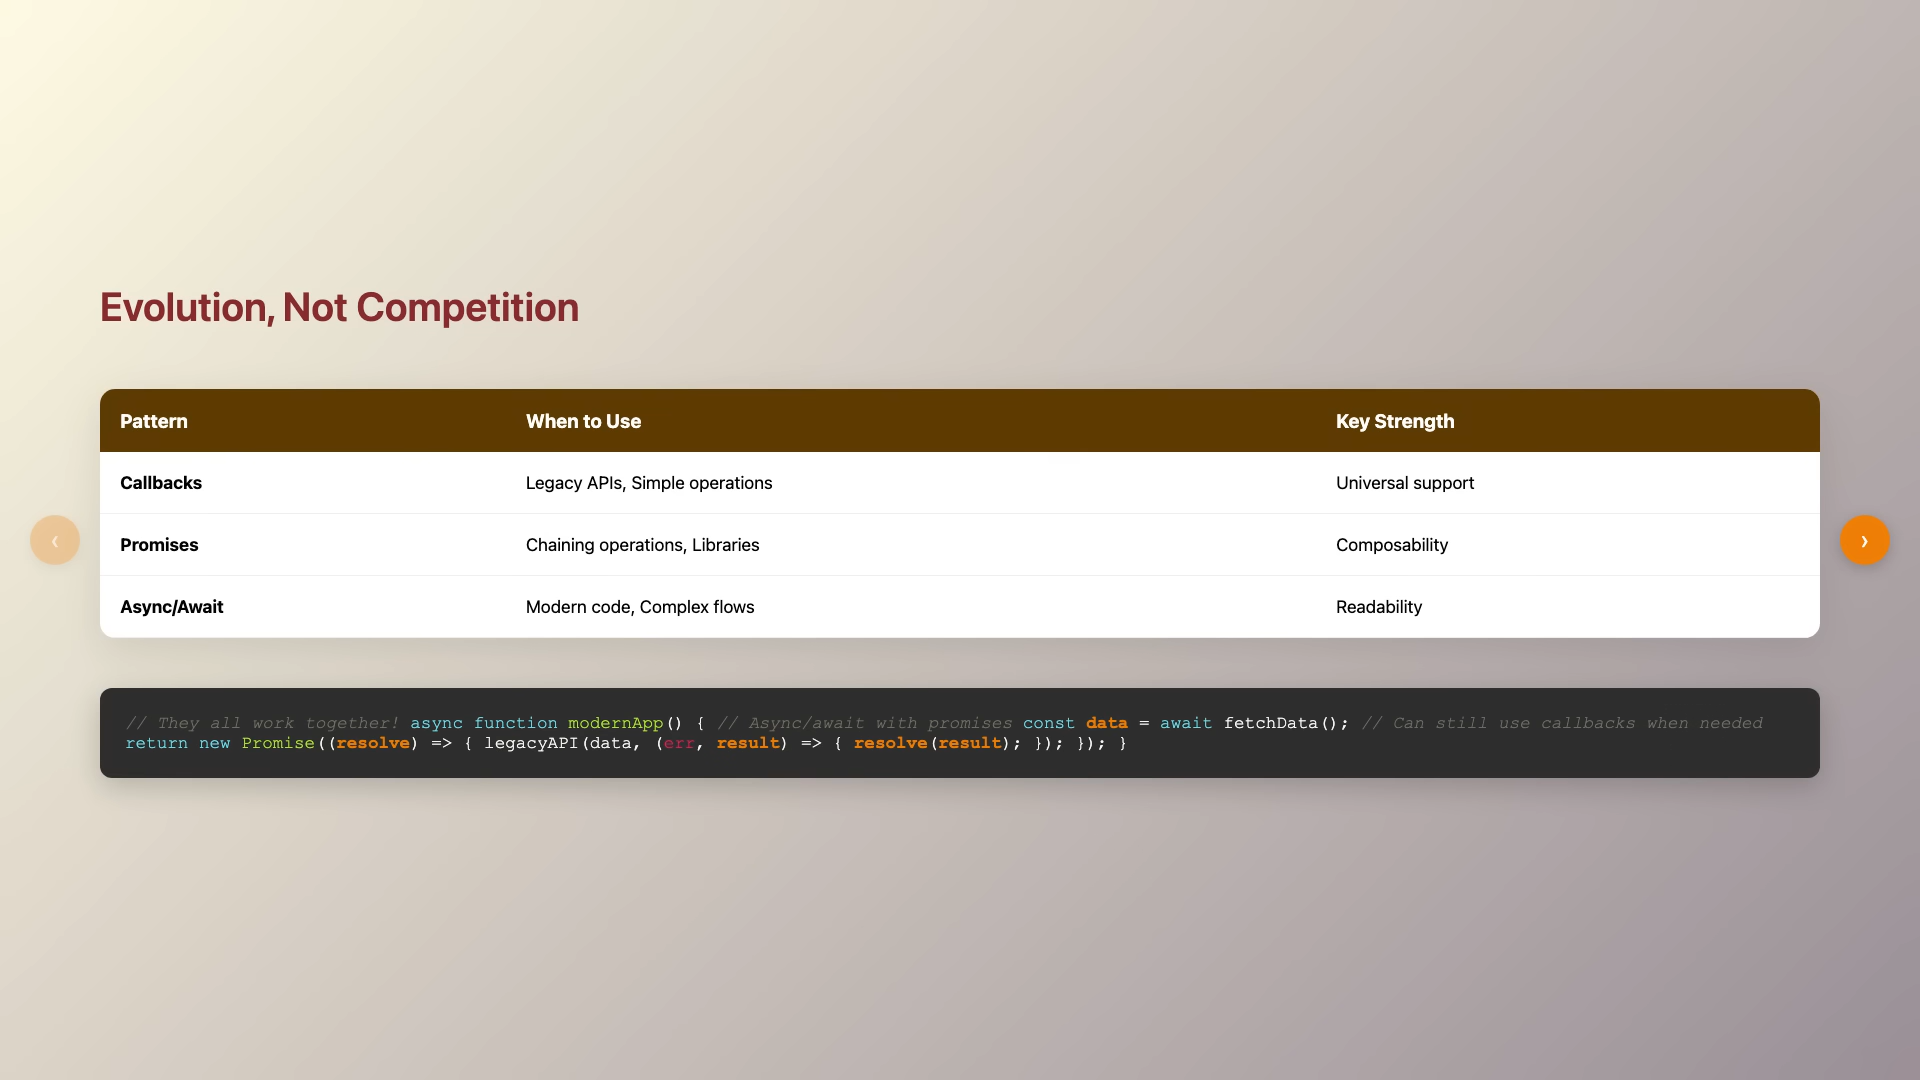 Evolution, Not Competition
Pattern When to Use Key Strength
Callbacks Legacy APIs, Simple operations Universal support
Promises Chaining operations, Libraries Composability
Async/Await Modern code, Complex flows Readability
‹
›
// They all work together! async function modernApp() { // Async/await with promises const data = await fetchData(); // Can still use callbacks when needed
return new Promise((resolve) => { legacyAPI(data, (err, result) => { resolve(result); }); }); }